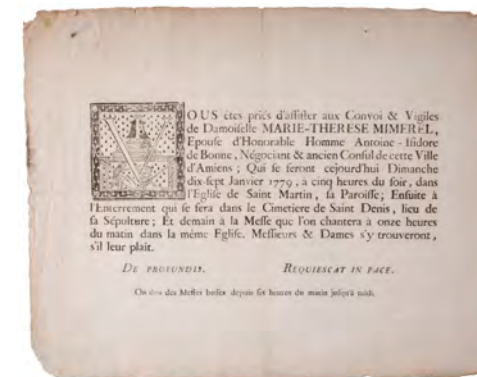 VOUS êtes priés d'assister aux Convoi & Vigiles
de Damoiselle MARIE-THERESE MIMEREL,
Epouse d'Honorable Homme Antoine-Isidore
de Bonne, Négociant & ancien Consul de cette Ville
d'Amiens; Qui se feront cejourd'hui Dimanche
dix-sept Janvier 1779, à cinq heures du soir, dans
l'Eglise de Saint Martin, sa Paroisse; Ensuite à
l'Enterrement qui se fera dans le Cimetiere de Saint Denis, lieu de
sa Sépulture; Et demain à la Messe que l'on chantera à onze heures
du matin dans la même Eglise. Messieurs & Dames s'y trouveront,
s'il leur plait.
DE PROFUNDIS. REQUIESCAT IN PACE.
On dira des Messes basses depuis six heures du matin jusqu'à midi.